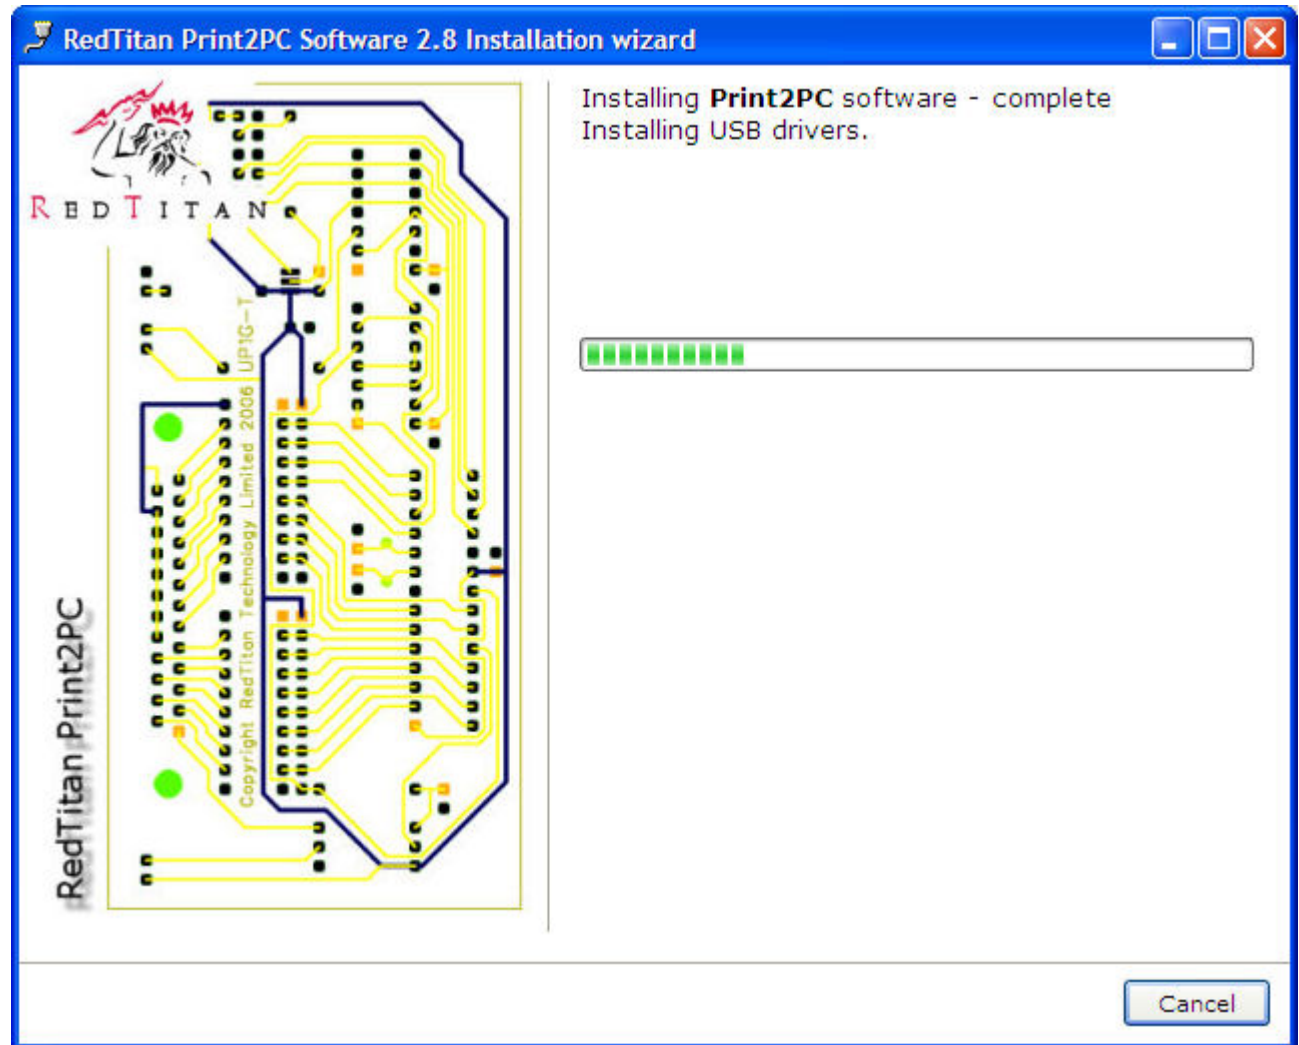 RedTitan Print2PC Software 2.8 Installation wizard
REDTITAN
Copyright RedTitan Technology Limited 2006 UP1G-T
RedTitan Print2PC
Installing Print2PC software - complete
Installing USB drivers.
Cancel